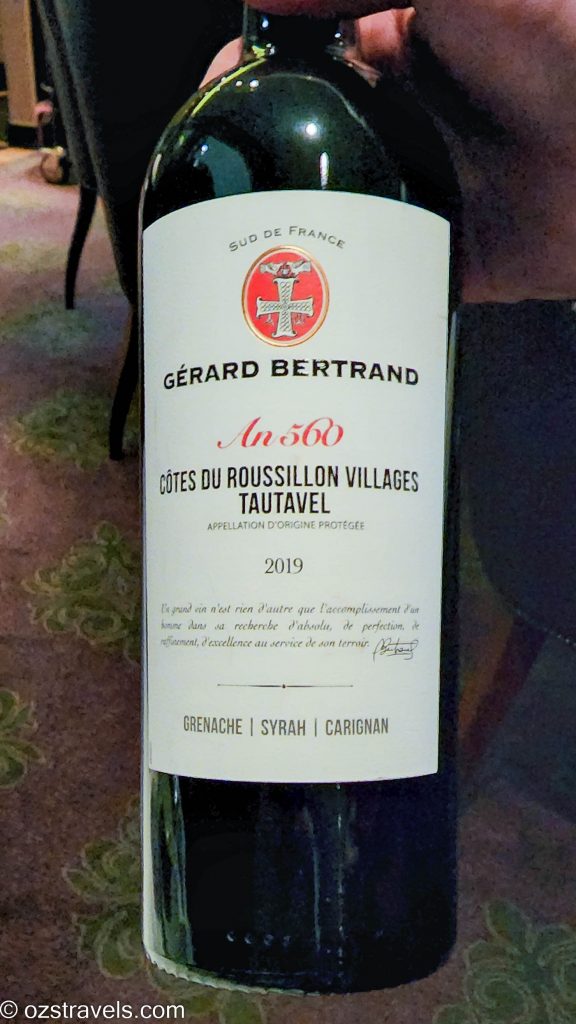 SUD DE FRANCE
GÉRARD BERTRAND
An 560
CÔTES DU ROUSSILLON VILLAGES
TAUTAVEL
APPELLATION D'ORIGINE PROTÉGÉE
2019
Un grand vin n'est rien d'autre que l'accomplissement d'un
homme dans sa recherche d'absolu, de perfection, de
raffinement, d'excellence au service de son terroir.
GRENACHE | SYRAH | CARIGNAN
© ozstravels.com